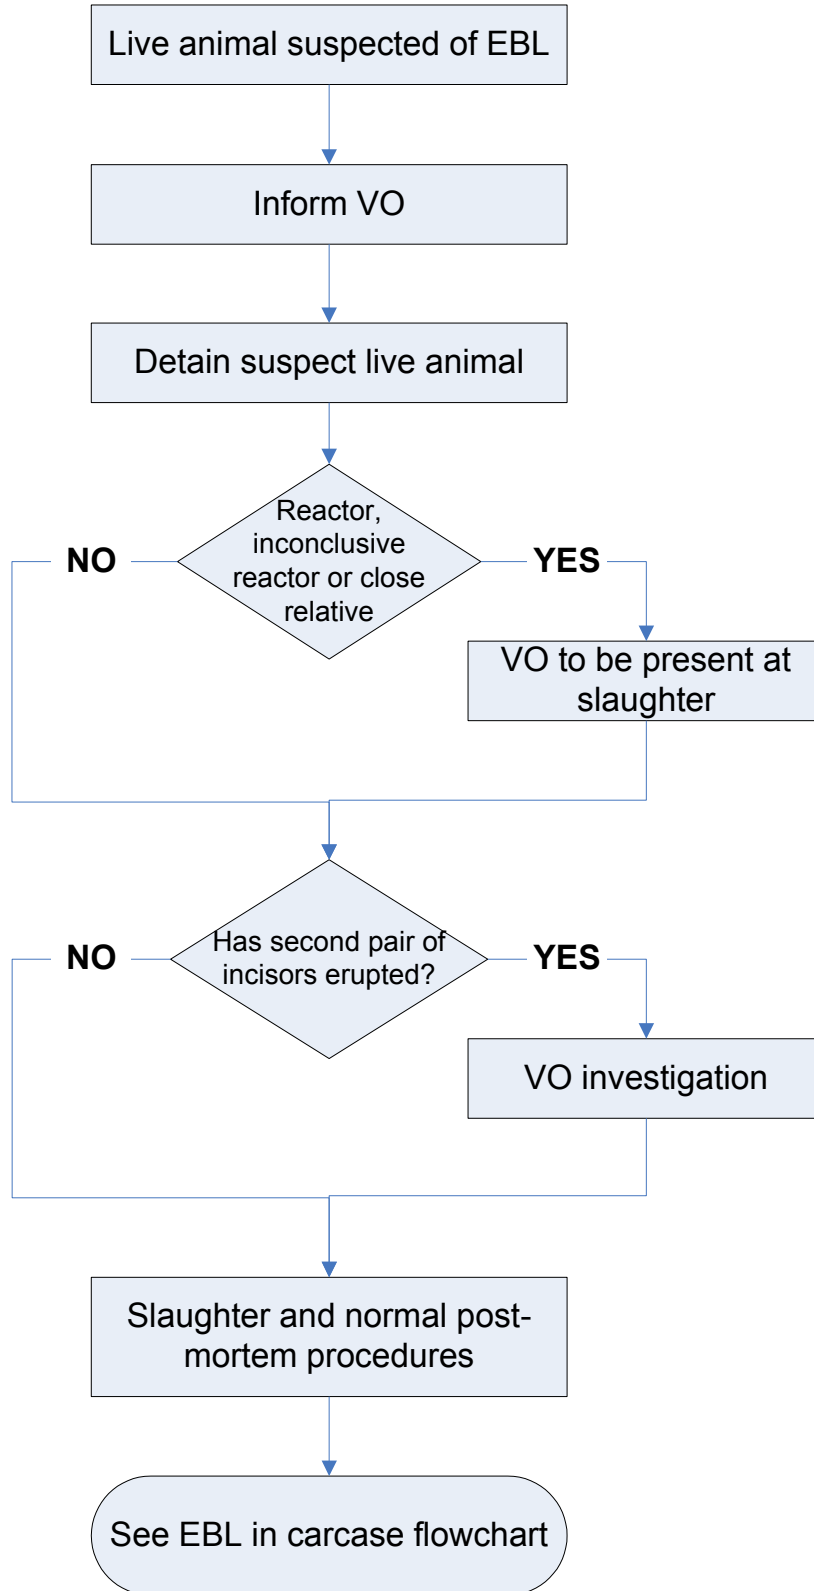 Live animal suspected of EBL
Inform VO
Detain suspect live animal
Reactor,
inconclusive
reactor or close
relative
NO
YES
VO to be present at
slaughter
Has second pair of
incisors erupted?
NO
YES
VO investigation
Slaughter and normal post-
mortem procedures
See EBL in carcase flowchart